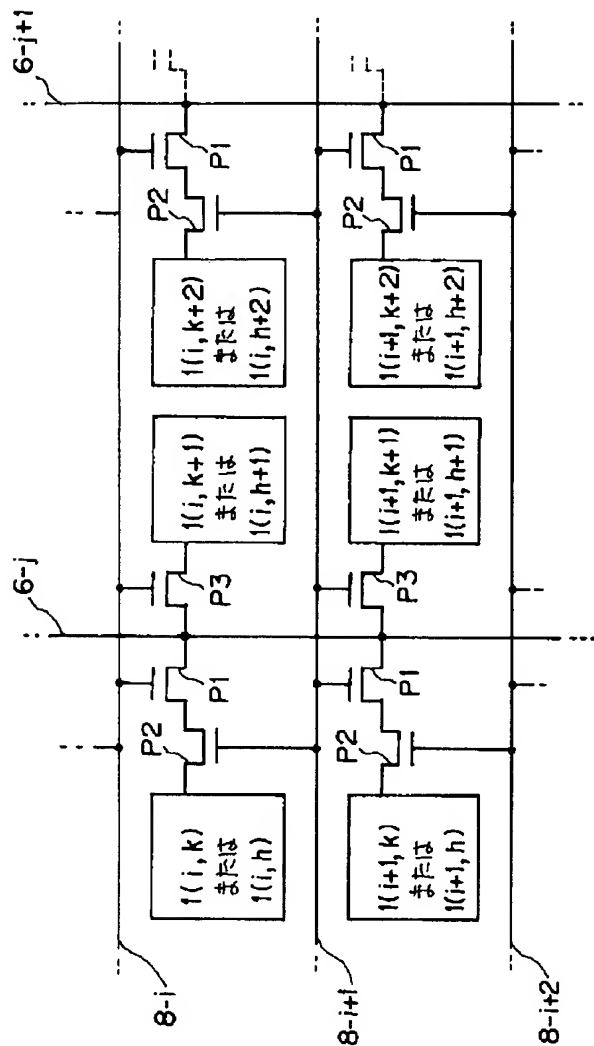 6-j
6-j+1
P2
P1
P3
P2
P1
1(i,k)
または
1(i,h)
1(i,k+1)
または
1(i,h+1)
1(i,k+2)
または
1(i,h+2)
8-i
P2
P1
P3
P2
P1
1(i+1,k)
または
1(i+1,h)
1(i+1,k+1)
または
1(i+1,h+1)
1(i+1,k+2)
または
1(i+1,h+2)
8-i+1
8-i+2